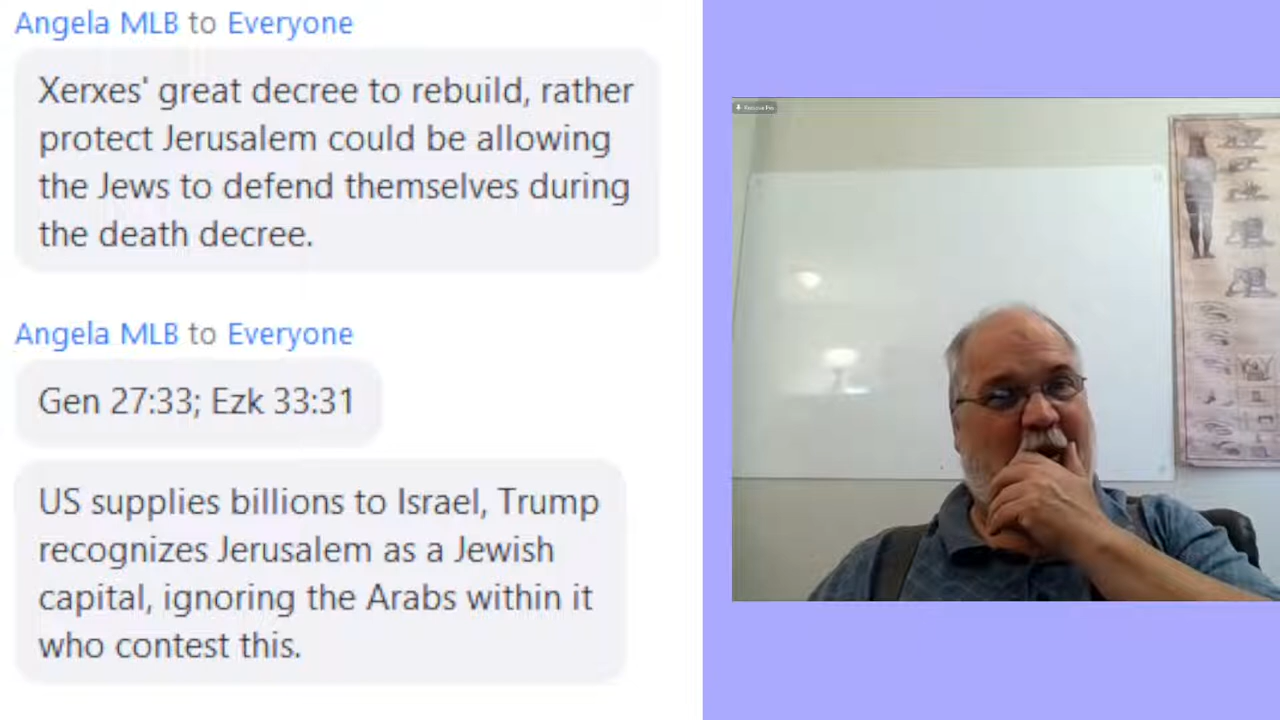 Angela MLB to Everyone
Xerxes' great decree to rebuild, rather
protect Jerusalem could be allowing
the Jews to defend themselves during
the death decree.
Angela MLB to Everyone
Gen 27:33; Ezk 33:31
US supplies billions to Israel, Trump
recognizes Jerusalem as a Jewish
capital, ignoring the Arabs within it
who contest this.